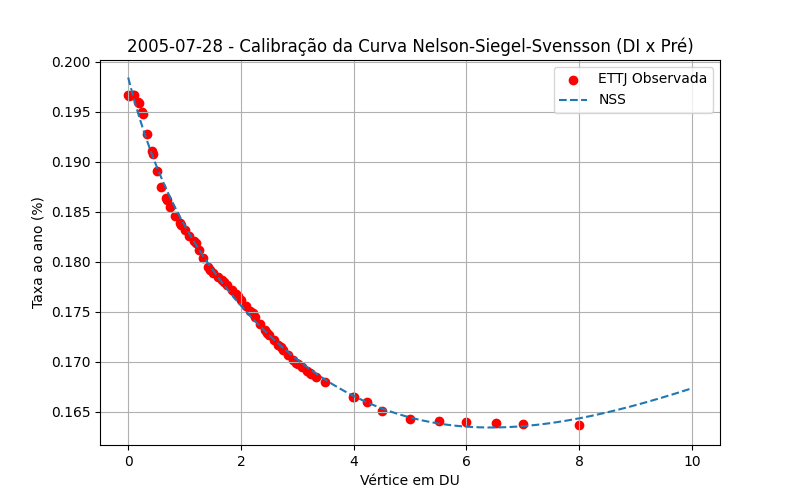 2005-07-28 - Calibração da Curva Nelson-Siegel-Svensson (DI x Pré)
ETTJ Observada
NSS
Taxa ao ano (%)
0.200
0.195
0.190
0.185
0.180
0.175
0.170
0.165
0
2
4
6
8
10
Vértice em DU